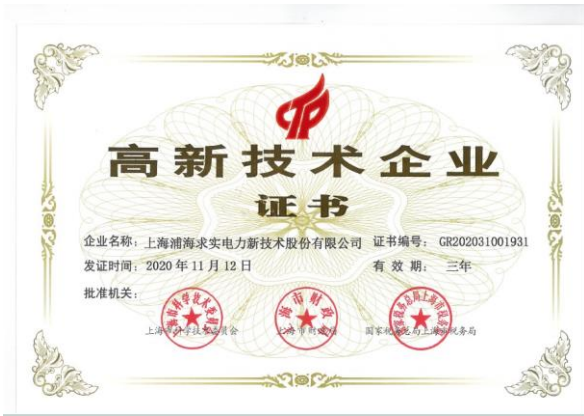 高新技术企业
证书
企业名称：上海浦海求实电力新技术股份有限公司 证书编号： GR202031001931
发证时间：2020年11月12日 有 效 期： 三年
批准机关：
上海市科学技术委员会 上海市财政局 国家税务总局上海市税务局